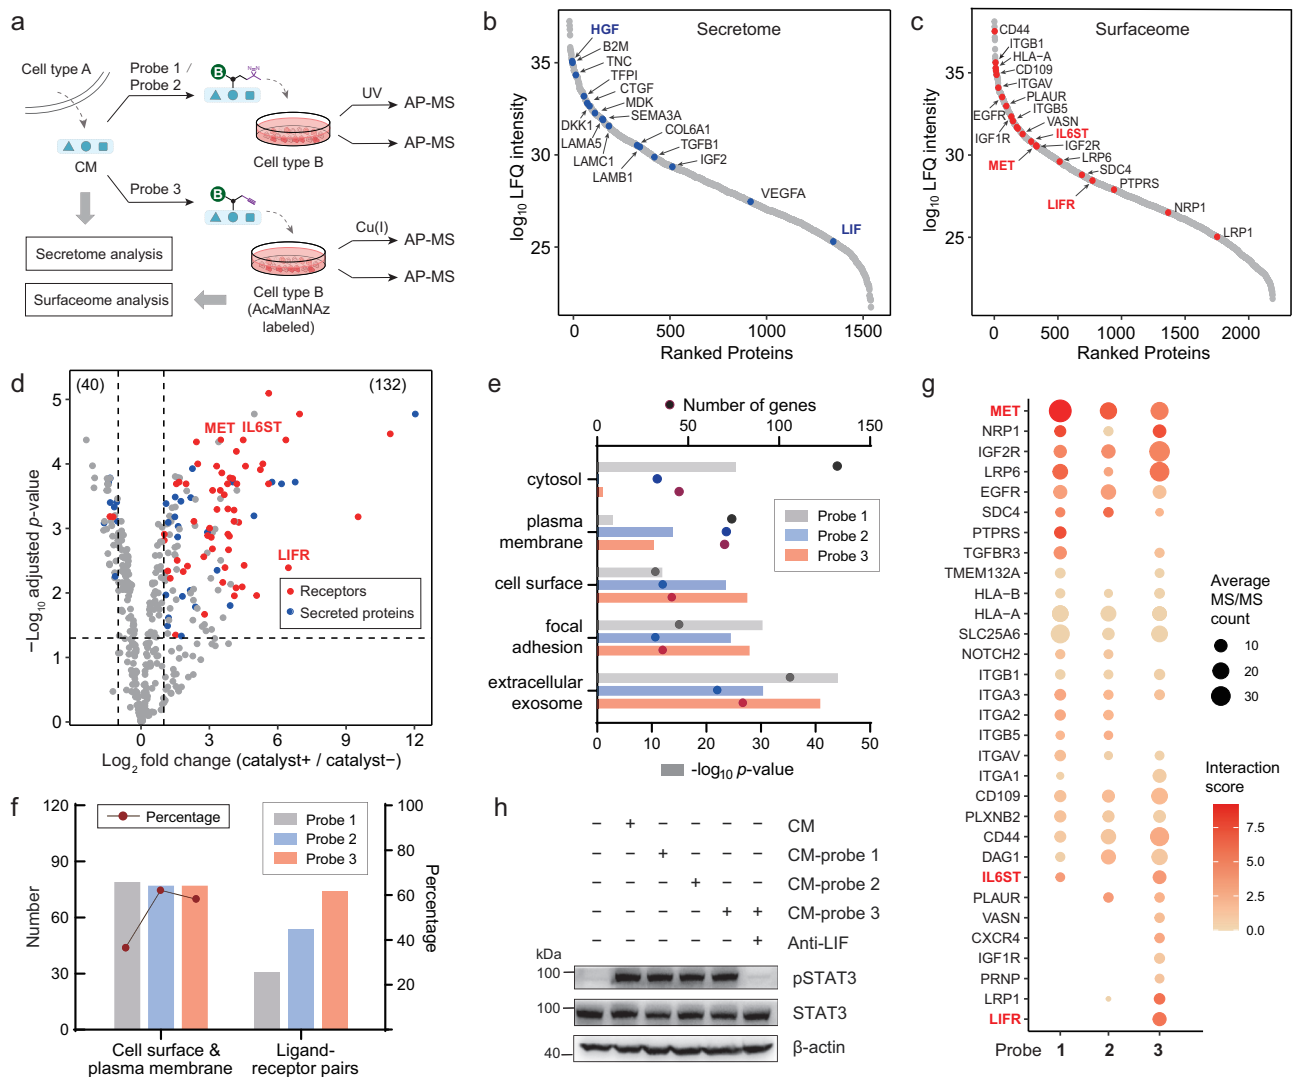 a
Cell type A
Probe 1 /
Probe 2
B
UV
AP-MS
AP-MS
Cell type B
CM
Probe 3
B
Cu(I)
AP-MS
AP-MS
Secretome analysis
Surfaceome analysis
Cell type B
(Ac₄ManNAz
labeled)
b
Secretome
log₁₀ LFQ intensity
35
30
25
HGF
B2M
TNC
TFPI
CTGF
MDK
SEMA3A
DKK1
LAMA5
COL6A1
TGFB1
LAMC1
IGF2
LAMB1
VEGFA
LIF
0
500
1000
1500
Ranked Proteins
c
Surfaceome
log₁₀ LFQ intensity
35
30
25
CD44
ITGB1
HLA−A
CD109
ITGAV
PLAUR
ITGB5
EGFR
VASN
IL6ST
IGF1R
IGF2R
MET
LRP6
SDC4
PTPRS
LIFR
NRP1
LRP1
0
500
1000
1500
2000
Ranked Proteins
d
(40)
(132)
−Log₁₀ adjusted p-value
5
4
3
2
1
0
MET
IL6ST
LIFR
Receptors
Secreted proteins
0
3
6
9
12
Log₂ fold change (catalyst+ / catalyst−)
e
Number of genes
0
50
100
150
cytosol
plasma
membrane
cell surface
focal
adhesion
extracellular
exosome
Probe 1
Probe 2
Probe 3
0
10
20
30
40
50
-log₁₀ p-value
f
Number
120
90
60
30
0
Percentage
Probe 1
Probe 2
Probe 3
100
80
60
40
20
Percentage
Cell surface &
plasma membrane
Ligand-
receptor pairs
g
MET
NRP1
IGF2R
LRP6
EGFR
SDC4
PTPRS
TGFBR3
TMEM132A
HLA−B
HLA−A
SLC25A6
NOTCH2
ITGB1
ITGA3
ITGA2
ITGB5
ITGAV
ITGA1
CD109
PLXNB2
CD44
DAG1
IL6ST
PLAUR
VASN
CXCR4
IGF1R
PRNP
LRP1
LIFR
Probe 1 2 3
Average
MS/MS
count
10
20
30
Interaction
score
7.5
5.0
2.5
0.0
h
− + − − − − CM
− − + − − − CM-probe 1
− − − + − − CM-probe 2
− − − − + + CM-probe 3
− − − − − + Anti-LIF
kDa
100 pSTAT3
100 STAT3
40 β-actin